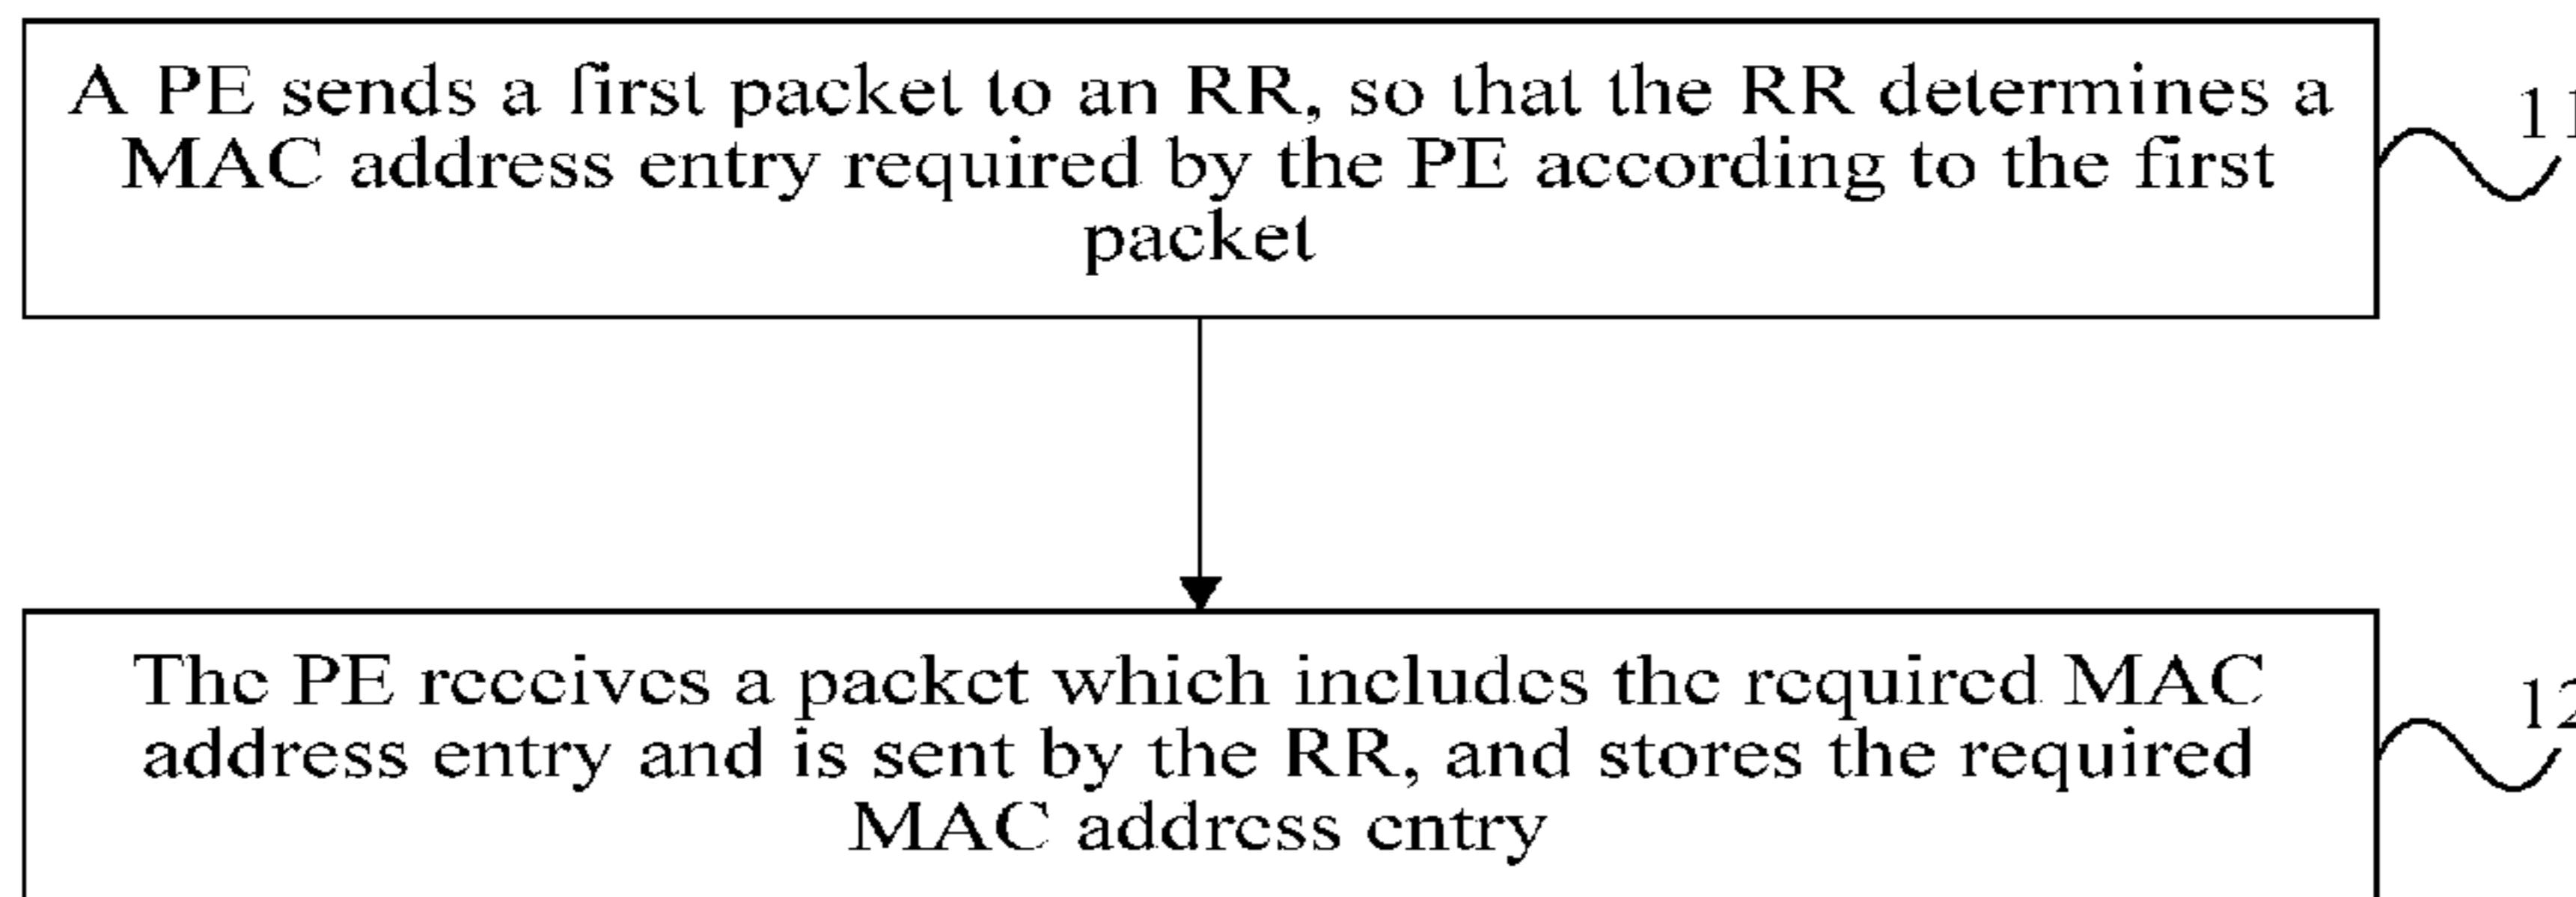 A PE sends a first packet to an RR, so that the RR determines a
MAC address entry required by the PE according to the first
packet
11
The PE receives a packet which includes the required MAC
address entry and is sent by the RR, and stores the required
MAC address entry
12